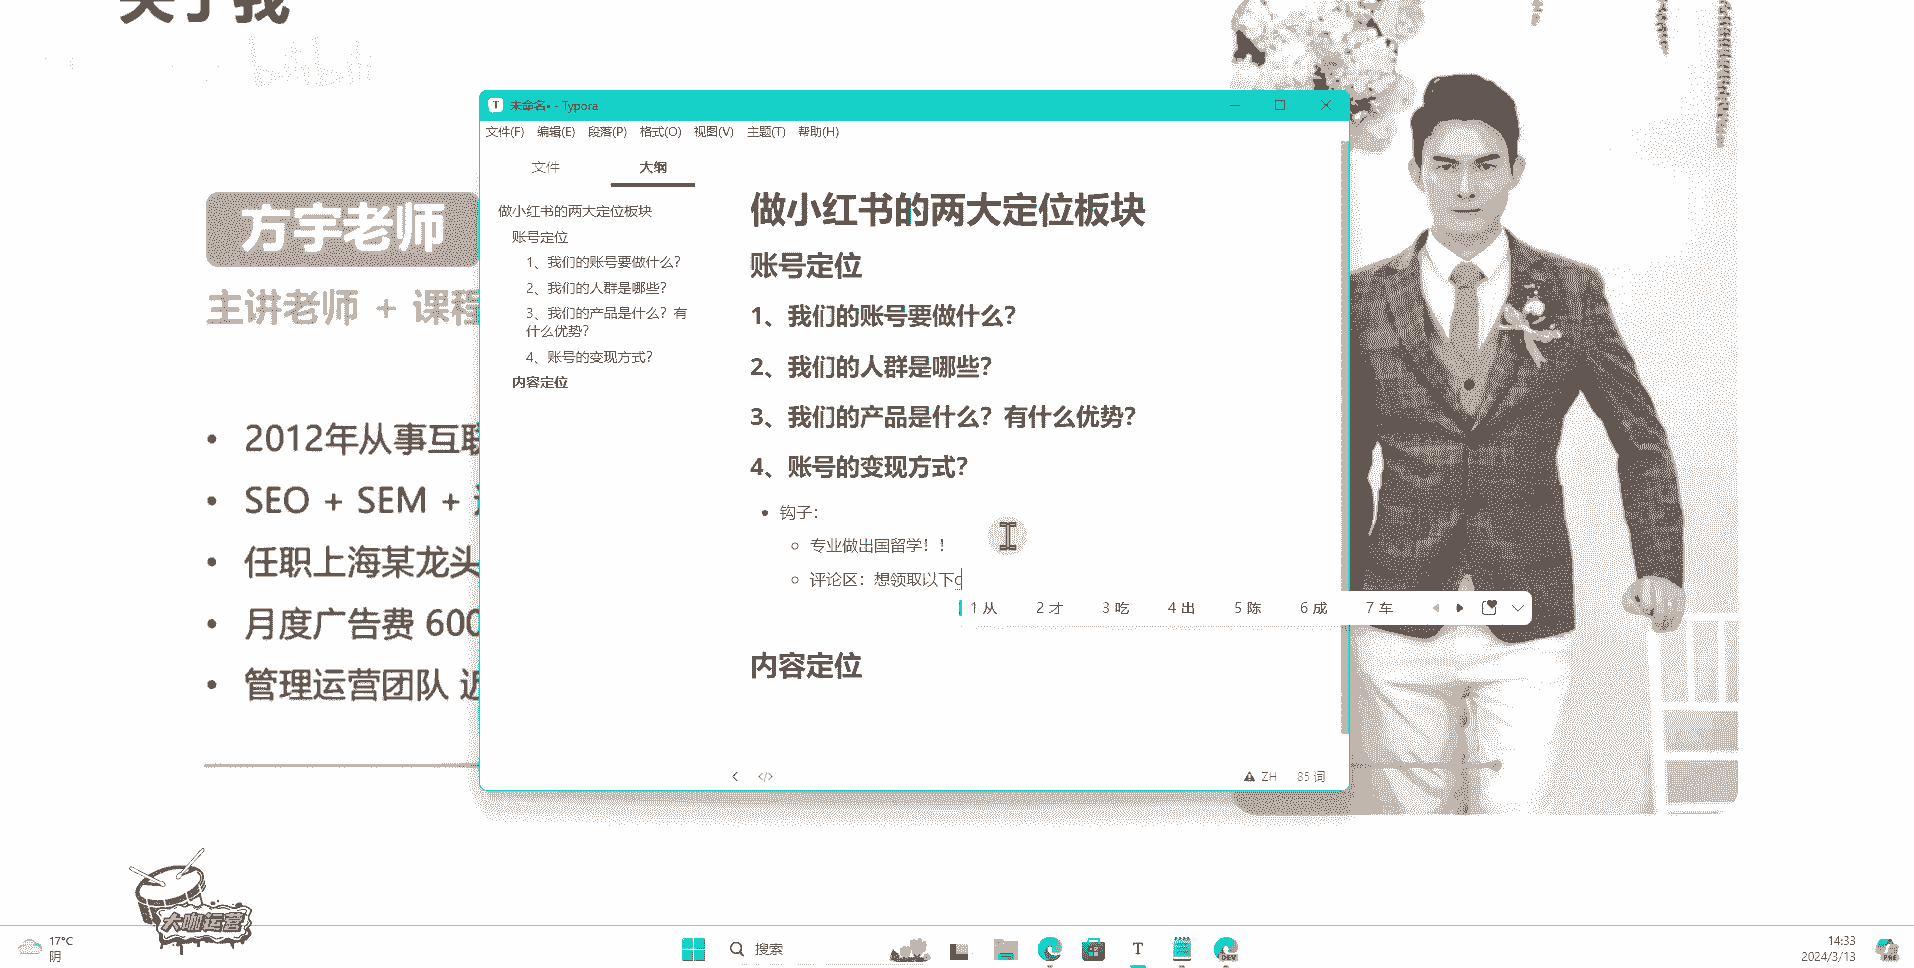 关于我
bilibili
方宇老师
主讲老师 + 课程
2012年从事互联
SEO + SEM +
任职上海某龙头
月度广告费 600
管理运营团队 近
大咖运营
未命名• - Typora
文件(F) 编辑(E) 段落(P) 格式(O) 视图(V) 主题(T) 帮助(H)
文件 大纲
做小红书的两大定位板块
账号定位
1、我们的账号要做什么？
2、我们的人群是哪些？
3、我们的产品是什么？有
什么优势？
4、账号的变现方式？
内容定位
做小红书的两大定位板块
账号定位
1、我们的账号要做什么？
2、我们的人群是哪些？
3、我们的产品是什么？有什么优势？
4、账号的变现方式？
钩子：
专业做出国留学！！
评论区：想领取以下c
1 从 2 才 3 吃 4 出 5 陈 6 成 7 车
内容定位
ZH 85 词
17°C
阴
搜索
T
DEV
14:33
2024/3/13
PRE